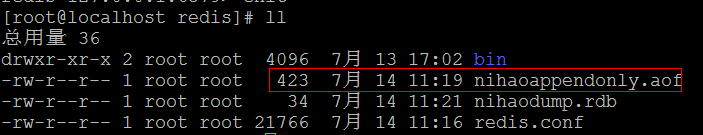 [root@localhost redis]# ll
总用量 36
drwxr-xr-x 2 root root  4096 7月  13 17:02 bin
-rw-r--r-- 1 root root   423 7月  14 11:19 nihaoappendonly.aof
-rw-r--r-- 1 root root    34 7月  14 11:21 nihaodump.rdb
-rw-r--r-- 1 root root 21766 7月  14 11:16 redis.conf